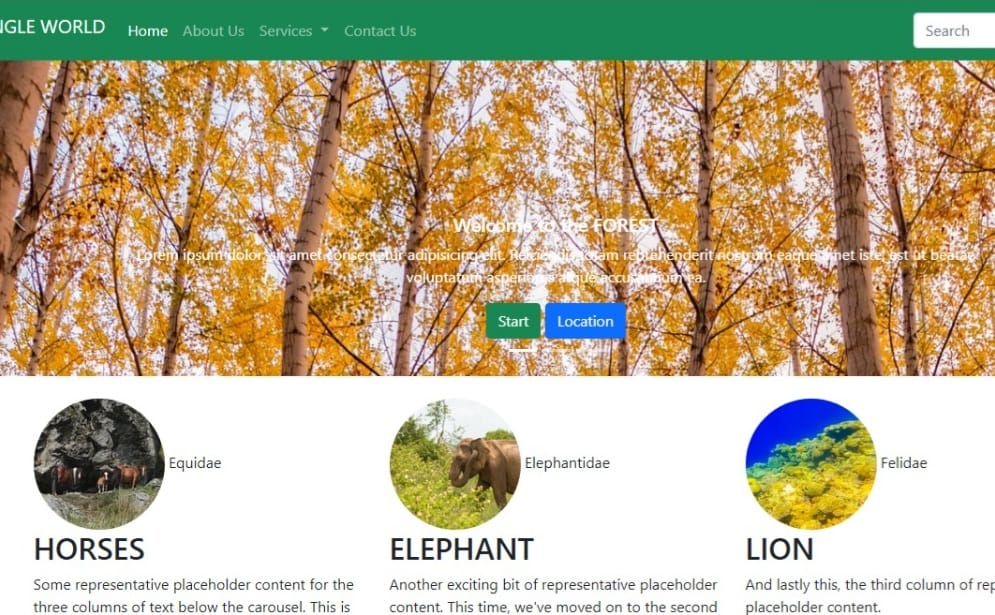 NGLE WORLD Home About Us Services Contact Us Search
Welcome to the FOREST
Lorem ipsum dolor, sit amet consectetur adipisicing elit. Reiciendis totam reprehenderit nostrum eaque amet iste, est ut beatae
voluptatum asperiores atque accusantium ea.
Start Location
Equidae Elephantidae Felidae
HORSES ELEPHANT LION
Some representative placeholder content for the
three columns of text below the carousel. This is
Another exciting bit of representative placeholder
content. This time, we've moved on to the second
And lastly this, the third column of rep
placeholder content.